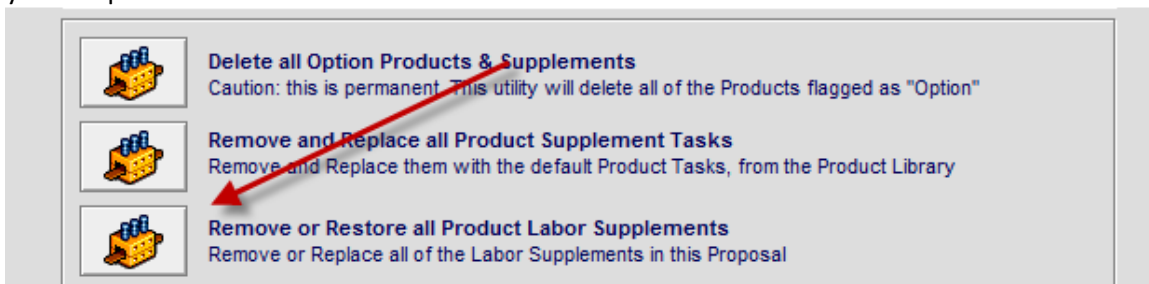 Delete all Option Products & Supplements
Caution: this is permanent. This utility will delete all of the Products flagged as "Option"
Remove and Replace all Product Supplement Tasks
Remove and Replace them with the default Product Tasks, from the Product Library
Remove or Restore all Product Labor Supplements
Remove or Replace all of the Labor Supplements in this Proposal